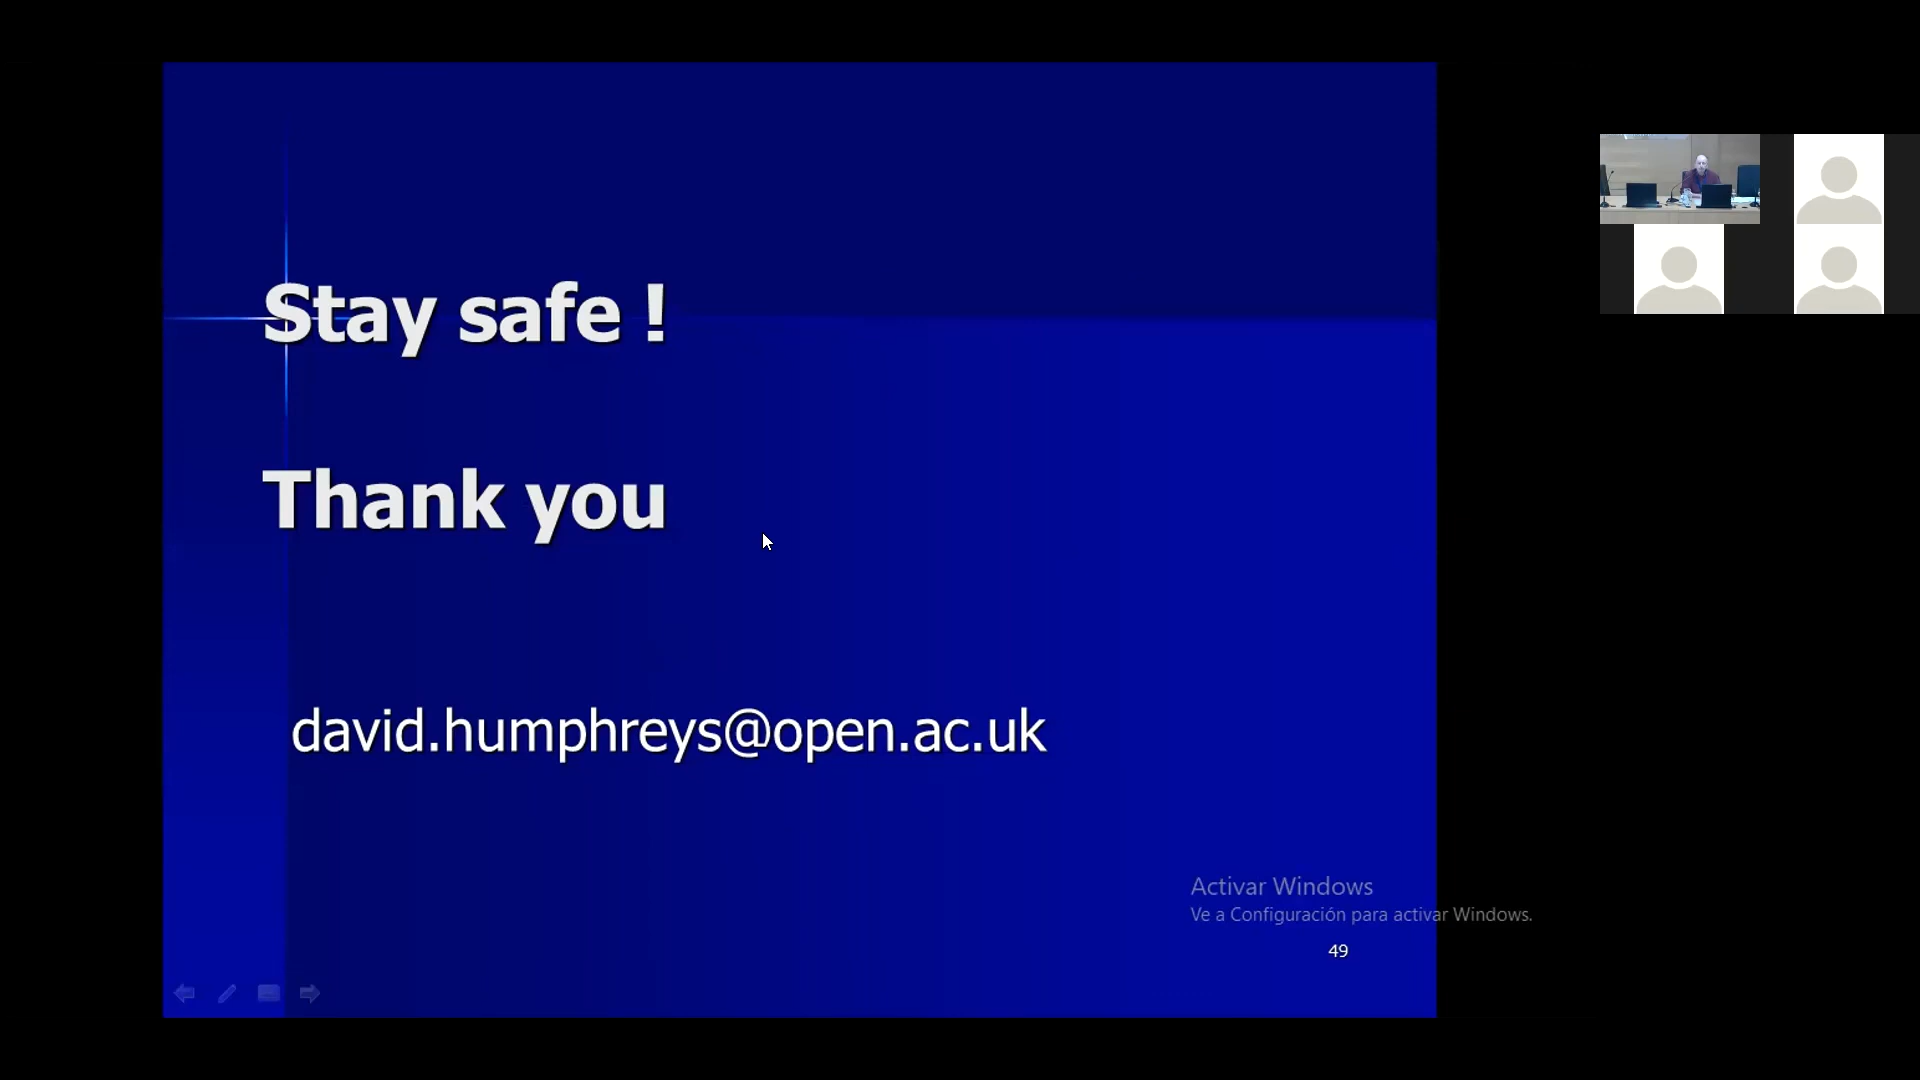 Stay safe !
Thank you
david.humphreys@open.ac.uk
Activar Windows
Ve a Configuración para activar Windows.
49